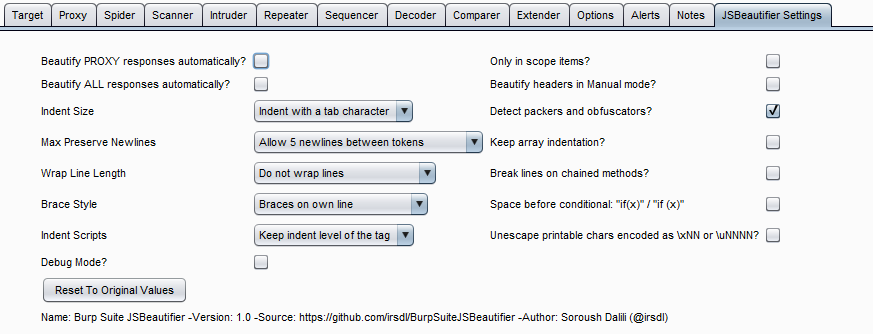 Target Proxy Spider Scanner Intruder Repeater Sequencer Decoder Comparer Extender Options Alerts Notes JSBeautifier Settings
Beautify PROXY responses automatically? Only in scope items?
Beautify ALL responses automatically? Beautify headers in Manual mode?
Indent Size Indent with a tab character Detect packers and obfuscators?
Max Preserve Newlines Allow 5 newlines between tokens Keep array indentation?
Wrap Line Length Do not wrap lines Break lines on chained methods?
Brace Style Braces on own line Space before conditional: "if(x)" / "if (x)"
Indent Scripts Keep indent level of the tag Unescape printable chars encoded as \xNN or \uNNNN?
Debug Mode?
Reset To Original Values
Name: Burp Suite JSBeautifier -Version: 1.0 -Source: https://github.com/irsdl/BurpSuiteJSBeautifier -Author: Soroush Dalili (@irsdl)